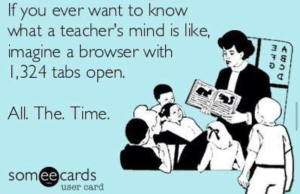 If you ever want to know
what a teacher's mind is like,
imagine a browser with
1,324 tabs open.
All. The. Time.
A
B
C
D
E
F
G
someecards
user card